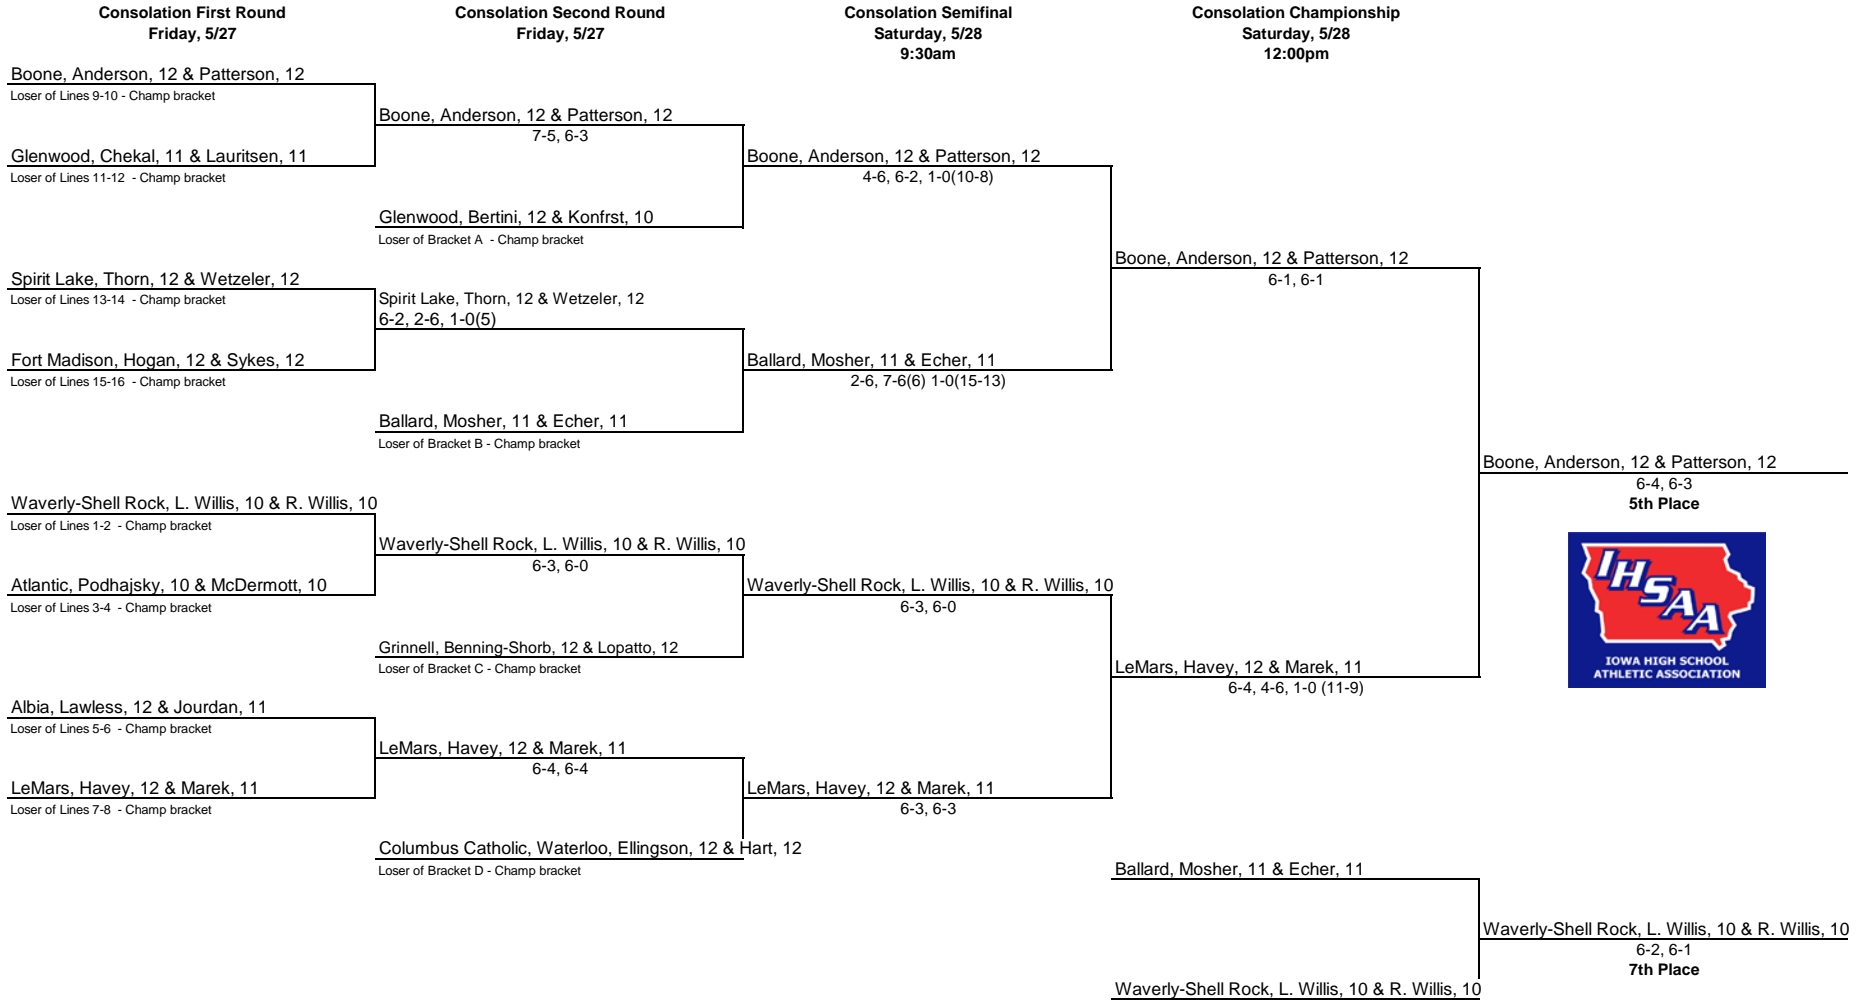 Consolation First Round
Friday, 5/27
Consolation Second Round
Friday, 5/27
Consolation Semifinal
Saturday, 5/28
9:30am
Consolation Championship
Saturday, 5/28
12:00pm
Boone, Anderson, 12 & Patterson, 12
Loser of Lines 9-10 - Champ bracket
Glenwood, Chekal, 11 & Lauritsen, 11
Loser of Lines 11-12 - Champ bracket
Spirit Lake, Thorn, 12 & Wetzeler, 12
Loser of Lines 13-14 - Champ bracket
Fort Madison, Hogan, 12 & Sykes, 12
Loser of Lines 15-16 - Champ bracket
Waverly-Shell Rock, L. Willis, 10 & R. Willis, 10
Loser of Lines 1-2 - Champ bracket
Atlantic, Podhajsky, 10 & McDermott, 10
Loser of Lines 3-4 - Champ bracket
Albia, Lawless, 12 & Jourdan, 11
Loser of Lines 5-6 - Champ bracket
LeMars, Havey, 12 & Marek, 11
Loser of Lines 7-8 - Champ bracket
Boone, Anderson, 12 & Patterson, 12
7-5, 6-3
Glenwood, Bertini, 12 & Konfrst, 10
Loser of Bracket A - Champ bracket
Spirit Lake, Thorn, 12 & Wetzeler, 12
6-2, 2-6, 1-0(5)
Ballard, Mosher, 11 & Echer, 11
Loser of Bracket B - Champ bracket
Waverly-Shell Rock, L. Willis, 10 & R. Willis, 10
6-3, 6-0
Grinnell, Benning-Shorb, 12 & Lopatto, 12
Loser of Bracket C - Champ bracket
LeMars, Havey, 12 & Marek, 11
6-4, 6-4
Columbus Catholic, Waterloo, Ellingson, 12 & Hart, 12
Loser of Bracket D - Champ bracket
Boone, Anderson, 12 & Patterson, 12
4-6, 6-2, 1-0(10-8)
Ballard, Mosher, 11 & Echer, 11
2-6, 7-6(6) 1-0(15-13)
Waverly-Shell Rock, L. Willis, 10 & R. Willis, 10
6-3, 6-0
LeMars, Havey, 12 & Marek, 11
6-3, 6-3
Boone, Anderson, 12 & Patterson, 12
6-1, 6-1
LeMars, Havey, 12 & Marek, 11
6-4, 4-6, 1-0 (11-9)
Ballard, Mosher, 11 & Echer, 11
Waverly-Shell Rock, L. Willis, 10 & R. Willis, 10
Boone, Anderson, 12 & Patterson, 12
6-4, 6-3
5th Place
IHSAA
IOWA HIGH SCHOOL
ATHLETIC ASSOCIATION
Waverly-Shell Rock, L. Willis, 10 & R. Willis, 10
6-2, 6-1
7th Place